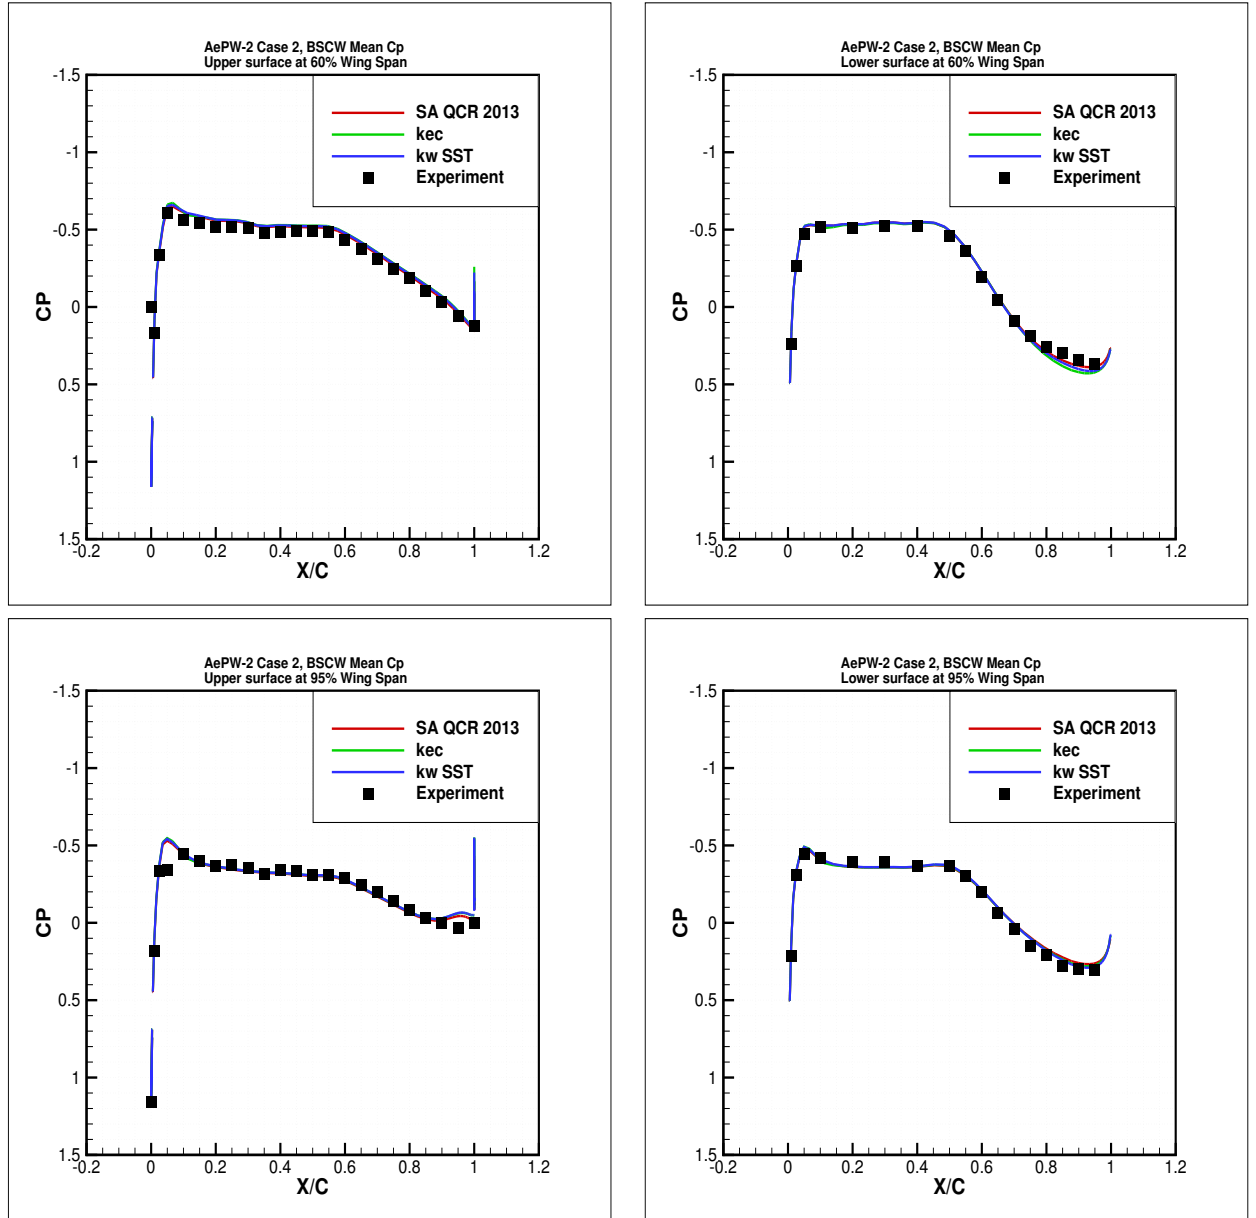 AePW-2 Case 2, BSCW Mean Cp
Upper surface at 60% Wing Span
-1.5
-1
-0.5
0
0.5
1
1.5
CP
-0.2
0
0.2
0.4
0.6
0.8
1
1.2
X/C
SA QCR 2013
kec
kw SST
Experiment
AePW-2 Case 2, BSCW Mean Cp
Lower surface at 60% Wing Span
-1.5
-1
-0.5
0
0.5
1
1.5
CP
-0.2
0
0.2
0.4
0.6
0.8
1
1.2
X/C
SA QCR 2013
kec
kw SST
Experiment
AePW-2 Case 2, BSCW Mean Cp
Upper surface at 95% Wing Span
-1.5
-1
-0.5
0
0.5
1
1.5
CP
-0.2
0
0.2
0.4
0.6
0.8
1
1.2
X/C
SA QCR 2013
kec
kw SST
Experiment
AePW-2 Case 2, BSCW Mean Cp
Lower surface at 95% Wing Span
-1.5
-1
-0.5
0
0.5
1
1.5
CP
-0.2
0
0.2
0.4
0.6
0.8
1
1.2
X/C
SA QCR 2013
kec
kw SST
Experiment